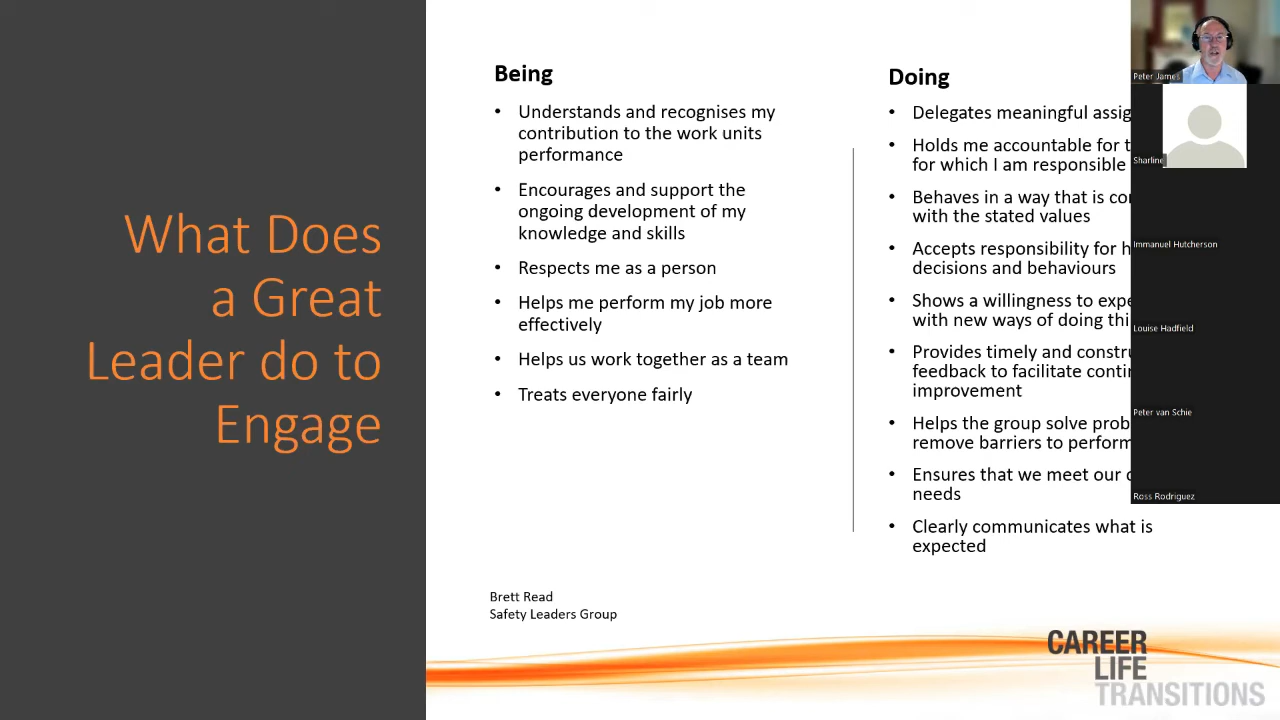 What Does
a Great
Leader do to
Engage
Being
• Understands and recognises my
contribution to the work units
performance
• Encourages and support the
ongoing development of my
knowledge and skills
• Respects me as a person
• Helps me perform my job more
effectively
• Helps us work together as a team
• Treats everyone fairly
Doing
• Delegates meaningful
• Holds me accountable for
for which I am responsible
• Behaves in a way that is
with the stated values
• Accepts responsibility for
decisions and behaviours
• Shows a willingness to
with new ways of doing
• Provides timely and
feedback to facilitate
improvement
• Helps the group solve
remove barriers to
• Ensures that we meet our
needs
• Clearly communicates what is
expected
Brett Read
Safety Leaders Group
CAREER
LIFE
TRANSITIONS
Peter James
Sharline
Immanuel Hutcherson
Louise Hadfield
Peter van Schie
Ross Rodriguez